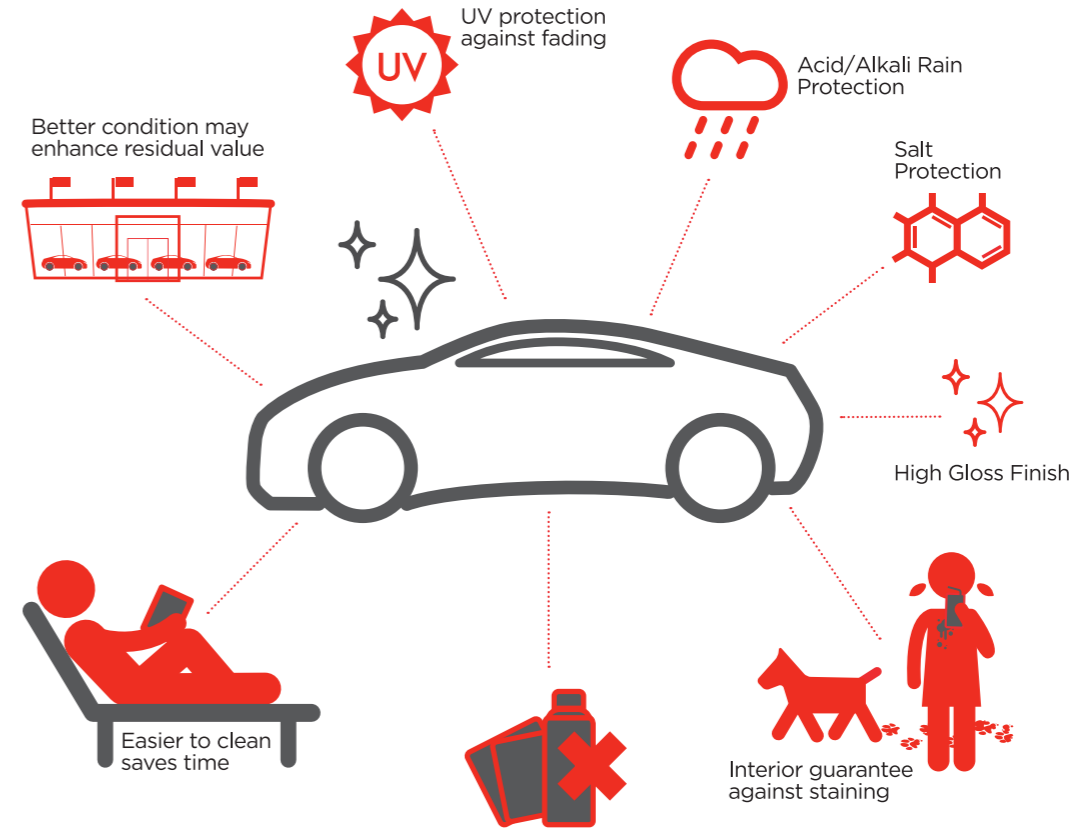 UV protection
against fading
UV
Acid/Alkali Rain
Protection
Better condition may
enhance residual value
Salt
Protection
High Gloss Finish
Easier to clean
saves time
Interior guarantee
against staining